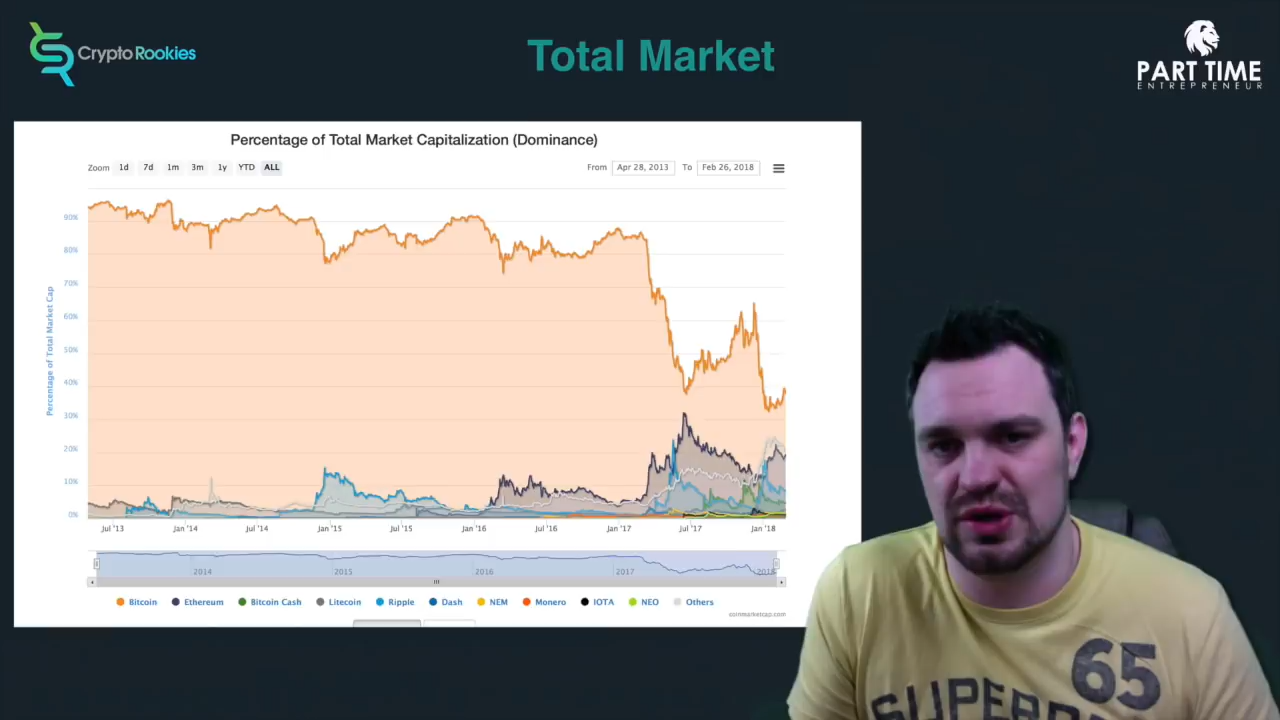 Crypto Rookies
Total Market
PART TIME
ENTREPRENEUR
Percentage of Total Market Capitalization (Dominance)
Zoom 1d 7d 1m 3m 1y YTD ALL
From Apr 28, 2013 To Feb 26, 2018
Percentage of Total Market Cap
90%
80%
70%
60%
50%
40%
30%
20%
10%
0%
Jul '13 Jan '14 Jul '14 Jan '15 Jul '15 Jan '16 Jul '16 Jan '17 Jul '17 Jan '18
2014 2015 2016 2017 2018
Bitcoin Ethereum Bitcoin Cash Litecoin Ripple Dash NEM Monero IOTA NEO Others
coinmarketcap.com
65